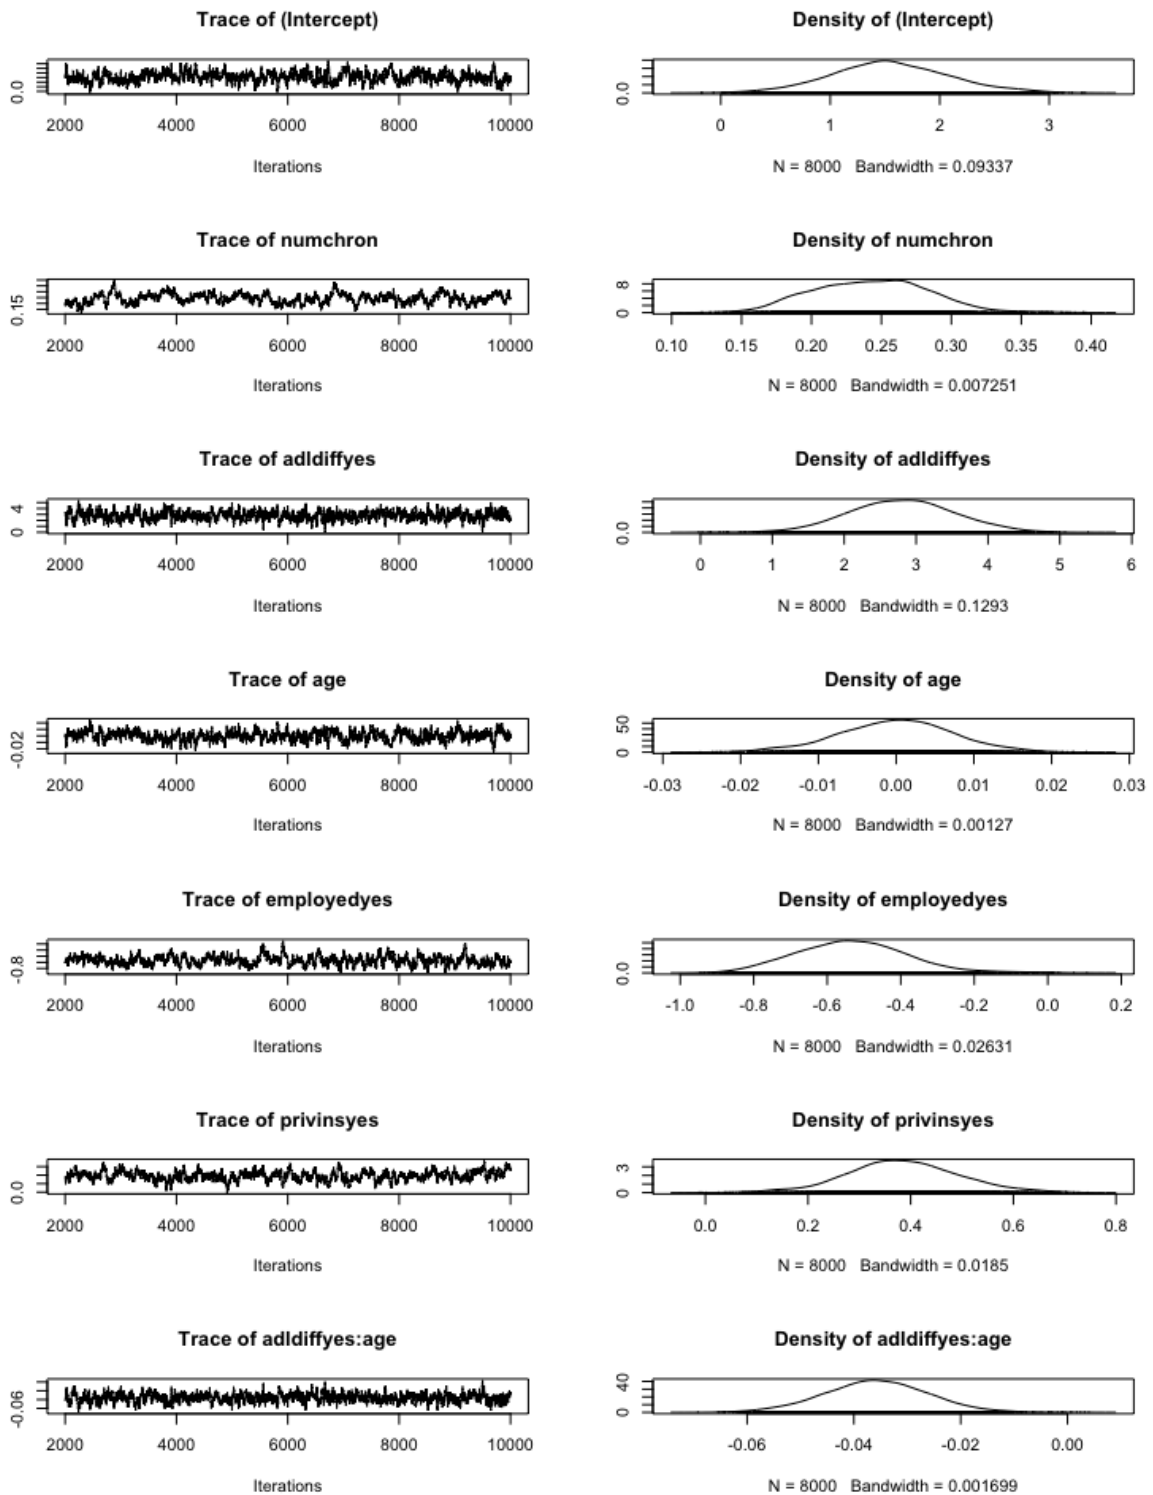 Trace of (Intercept)
Density of (Intercept)
0.0
2000 4000 6000 8000 10000
Iterations
0.0
0 1 2 3
N = 8000 Bandwidth = 0.09337
Trace of numchron
Density of numchron
0.15
2000 4000 6000 8000 10000
Iterations
0 8
0.10 0.15 0.20 0.25 0.30 0.35 0.40
N = 8000 Bandwidth = 0.007251
Trace of adldiffyes
Density of adldiffyes
0 4
2000 4000 6000 8000 10000
Iterations
0.0
0 1 2 3 4 5 6
N = 8000 Bandwidth = 0.1293
Trace of age
Density of age
-0.02
2000 4000 6000 8000 10000
Iterations
0 50
-0.03 -0.02 -0.01 0.00 0.01 0.02 0.03
N = 8000 Bandwidth = 0.00127
Trace of employedyes
Density of employedyes
-0.8
2000 4000 6000 8000 10000
Iterations
0.0
-1.0 -0.8 -0.6 -0.4 -0.2 0.0 0.2
N = 8000 Bandwidth = 0.02631
Trace of privinsyes
Density of privinsyes
0.0
2000 4000 6000 8000 10000
Iterations
0 3
0.0 0.2 0.4 0.6 0.8
N = 8000 Bandwidth = 0.0185
Trace of adldiffyes:age
Density of adldiffyes:age
-0.06
2000 4000 6000 8000 10000
Iterations
0 40
-0.06 -0.04 -0.02 0.00
N = 8000 Bandwidth = 0.001699